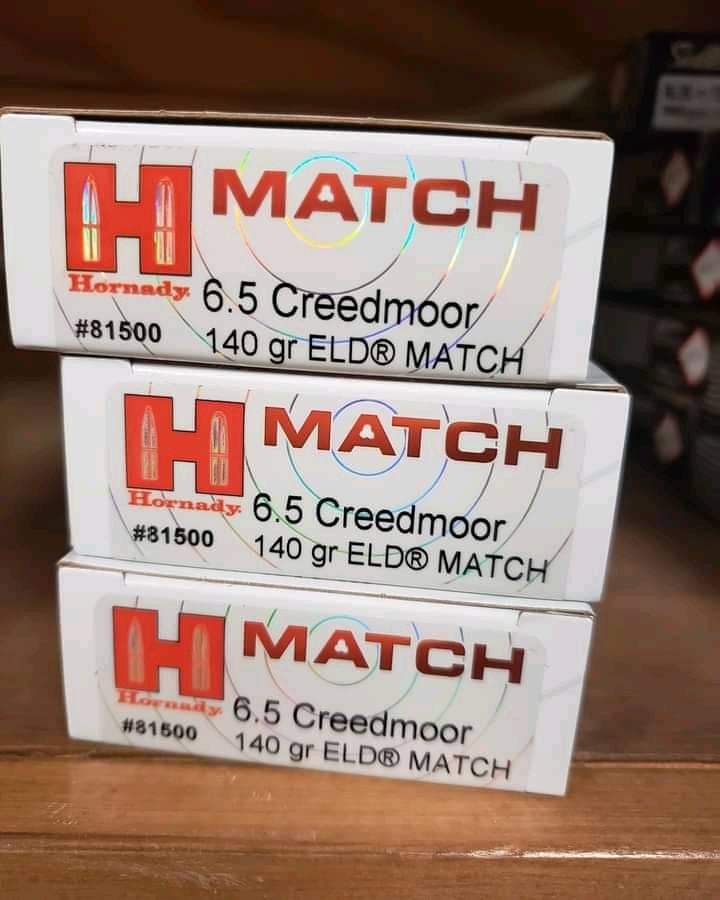 MATCH
Hornady
6.5 Creedmoor
#81500
140 gr ELD® MATCH
MATCH
Hornady
6.5 Creedmoor
#81500
140 gr ELD® MATCH
MATCH
Hornady
6.5 Creedmoor
#81500
140 gr ELD® MATCH